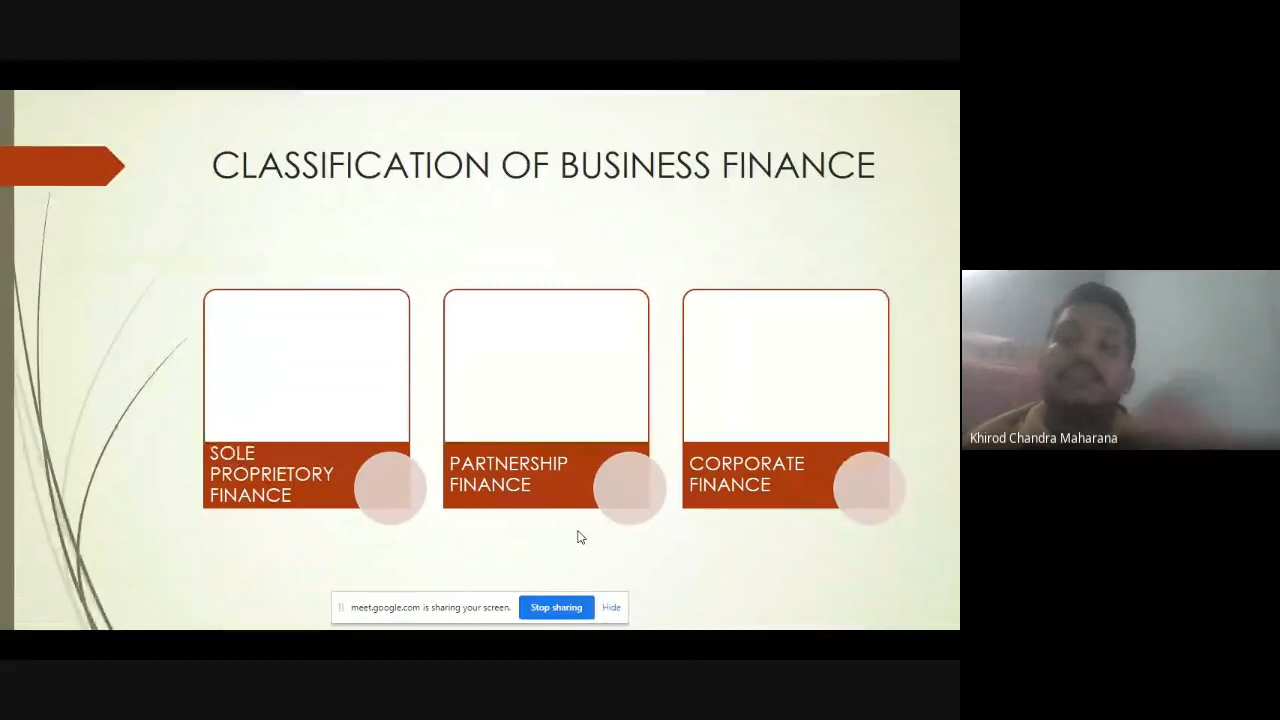 CLASSIFICATION OF BUSINESS FINANCE
SOLE
PROPRIETORY
FINANCE
PARTNERSHIP
FINANCE
CORPORATE
FINANCE
Khirod Chandra Maharana
meet.google.com is sharing your screen.
Stop sharing
Hide